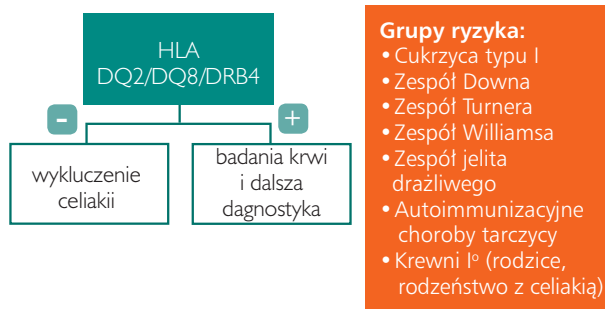 HLA
DQ2/DQ8/DRB4
-
+
wykluczenie
celiakii
badania krwi
i dalsza
dagnostyka
Grupy ryzyka:
• Cukrzyca typu I
• Zespół Downa
• Zespół Turnera
• Zespół Williamsa
• Zespół jelita
drażliwego
• Autoimmunizacyjne
choroby tarczycy
• Krewni Iº (rodzice,
rodzeństwo z celiakią)